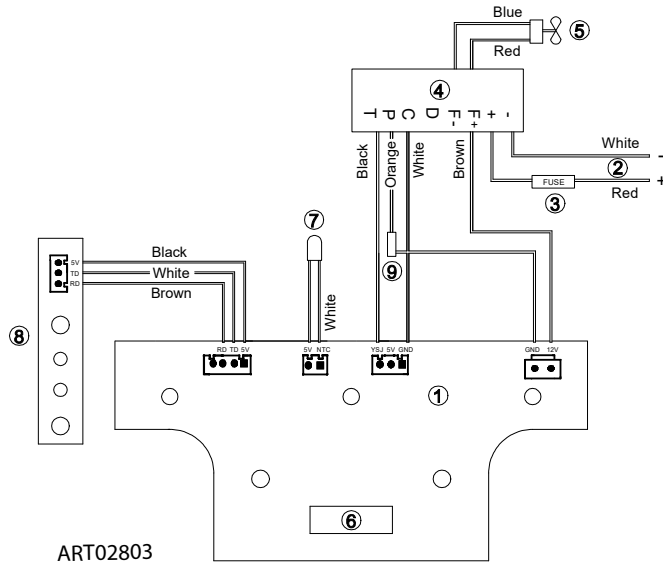 Blue
Red
⑤
④
T P C D F- F+ + -
White -
②
FUSE
Red +
③
Black
Orange
White
Brown
⑦
⑨
White
5V
TD
RD
Black
White
Brown
⑧
RD TD 5V
5V NTC
YSJ 5V GND
GND 12V
①
⑥
ART02803